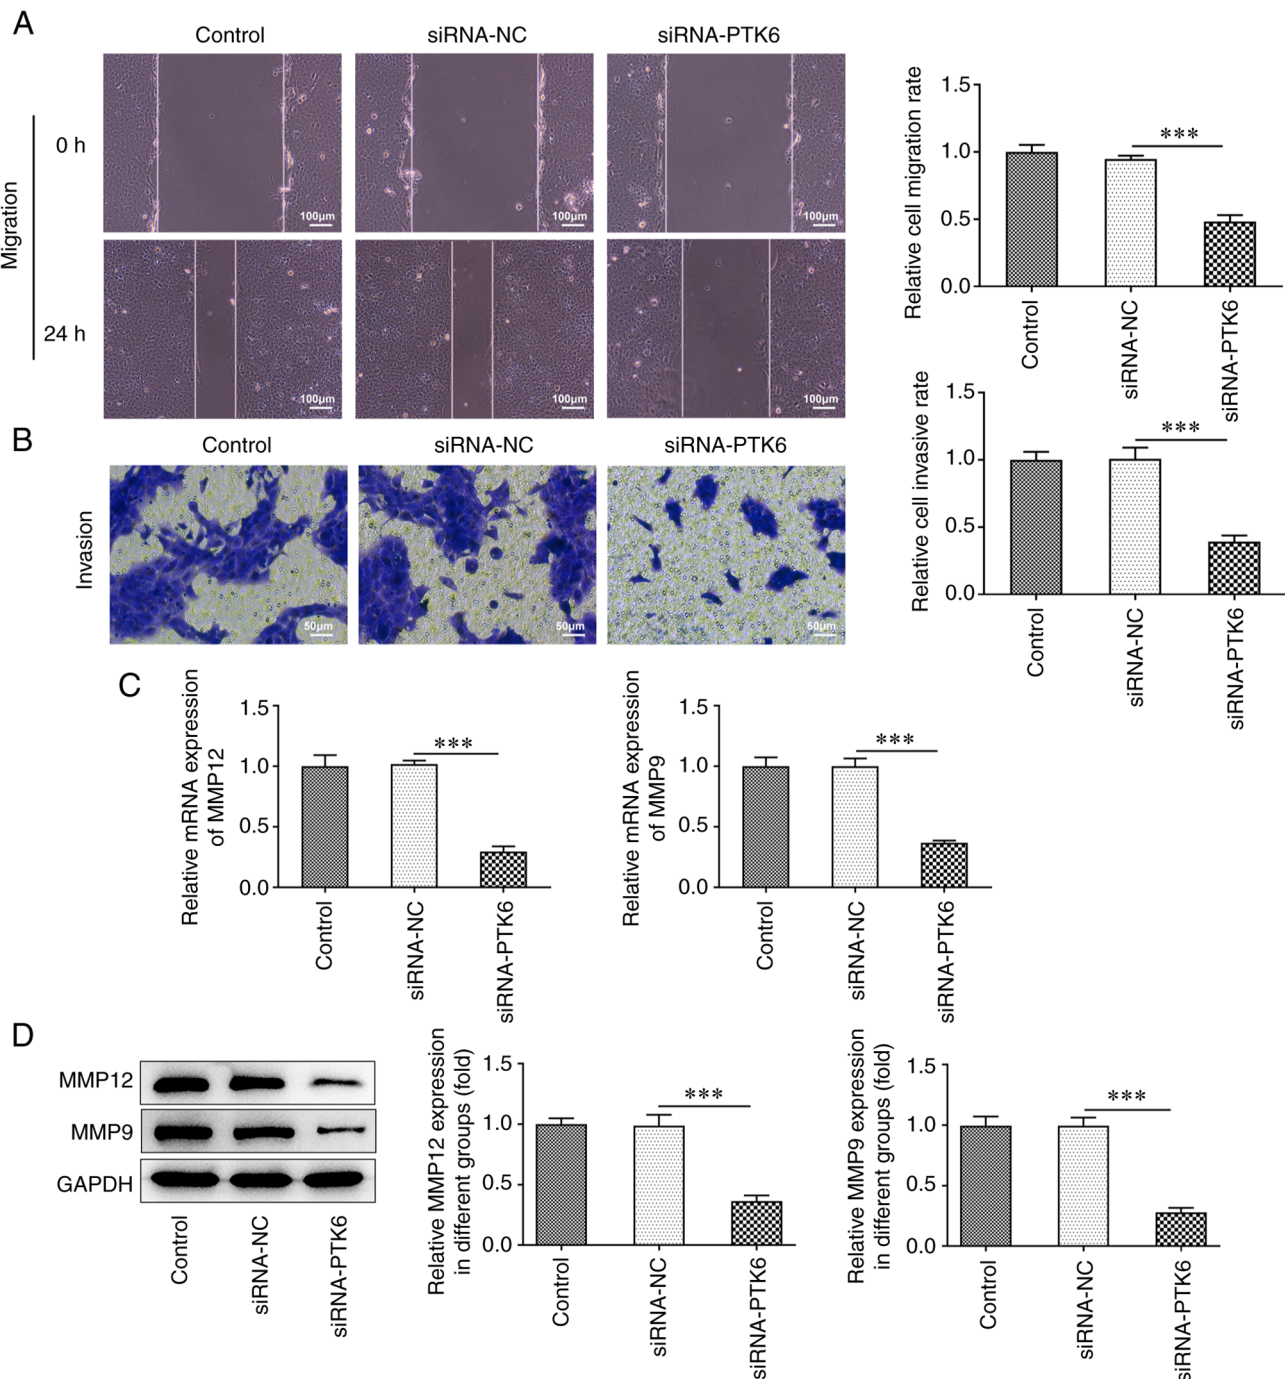 A
Control
siRNA-NC
siRNA-PTK6
Migration
0 h
100μm
100μm
100μm
24 h
100μm
100μm
100μm
Relative cell migration rate
1.5
1.0
0.5
0.0
***
Control
siRNA-NC
siRNA-PTK6
B
Control
siRNA-NC
siRNA-PTK6
Invasion
50μm
50μm
50μm
Relative cell invasive rate
1.5
1.0
0.5
0.0
***
Control
siRNA-NC
siRNA-PTK6
C
Relative mRNA expression
of MMP12
1.5
1.0
0.5
0.0
***
Control
siRNA-NC
siRNA-PTK6
Relative mRNA expression
of MMP9
1.5
1.0
0.5
0.0
***
Control
siRNA-NC
siRNA-PTK6
D
MMP12
MMP9
GAPDH
Control
siRNA-NC
siRNA-PTK6
Relative MMP12 expression
in different groups (fold)
1.5
1.0
0.5
0.0
***
Control
siRNA-NC
siRNA-PTK6
Relative MMP9 expression
in different groups (fold)
1.5
1.0
0.5
0.0
***
Control
siRNA-NC
siRNA-PTK6